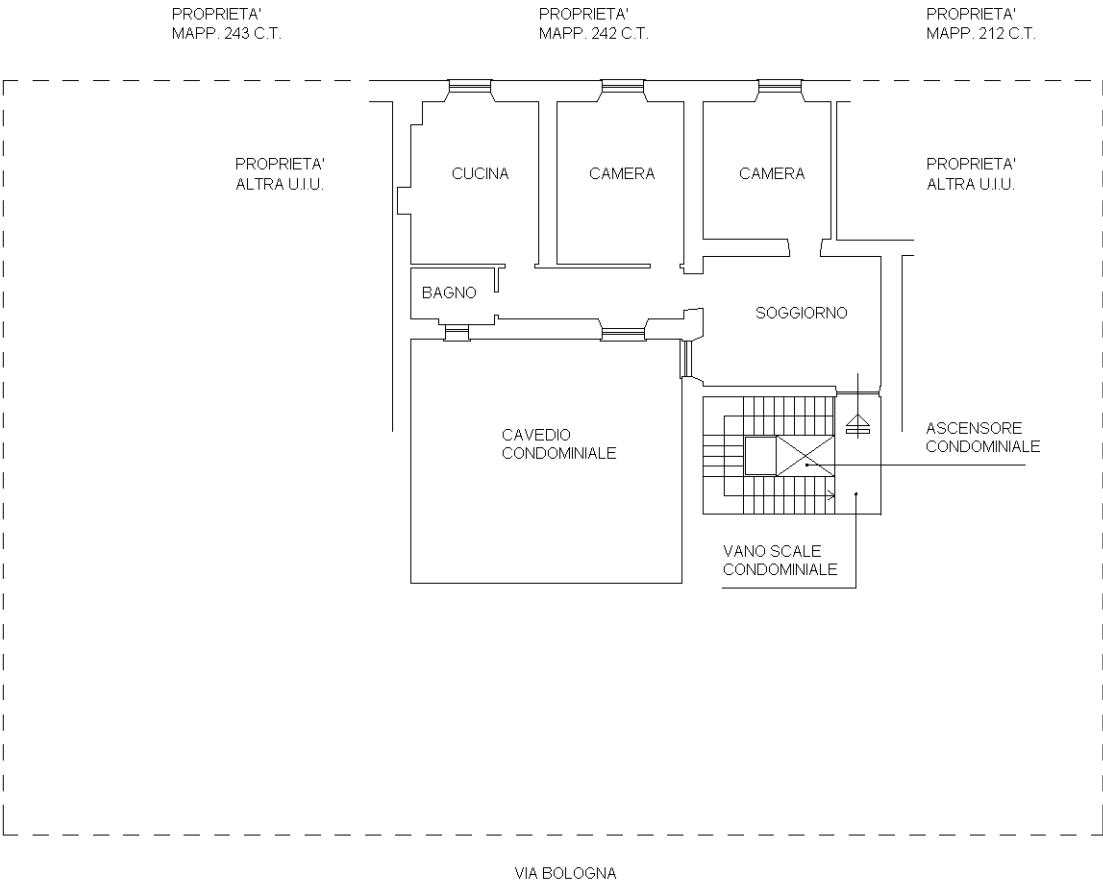 PROPRIETA'
MAPP. 243 C.T.
PROPRIETA'
MAPP. 242 C.T.
PROPRIETA'
MAPP. 212 C.T.
PROPRIETA'
ALTRA U.I.U.
CUCINA
CAMERA
CAMERA
PROPRIETA'
ALTRA U.I.U.
BAGNO
SOGGIORNO
CAVEDIO
CONDOMINIALE
ASCENSORE
CONDOMINIALE
VANO SCALE
CONDOMINIALE
VIA BOLOGNA